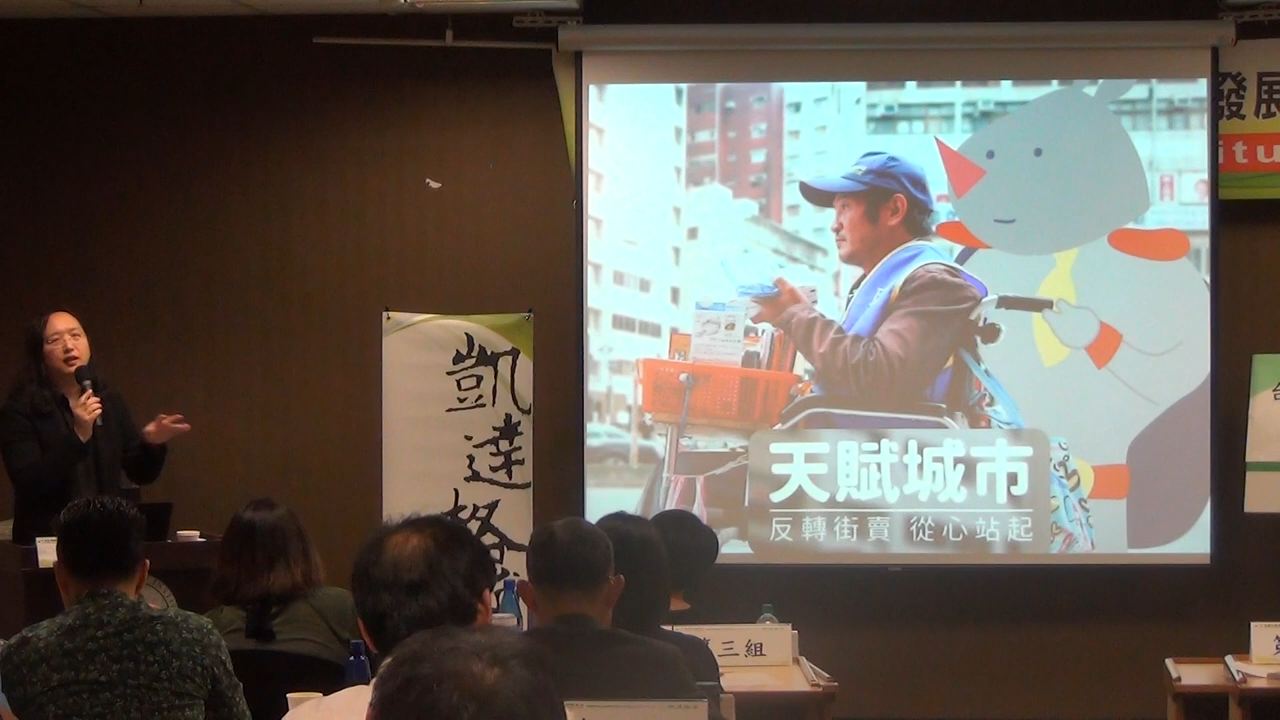 發展
itu
凱達格
天賦城市
反轉街賣 從心站起
第三組